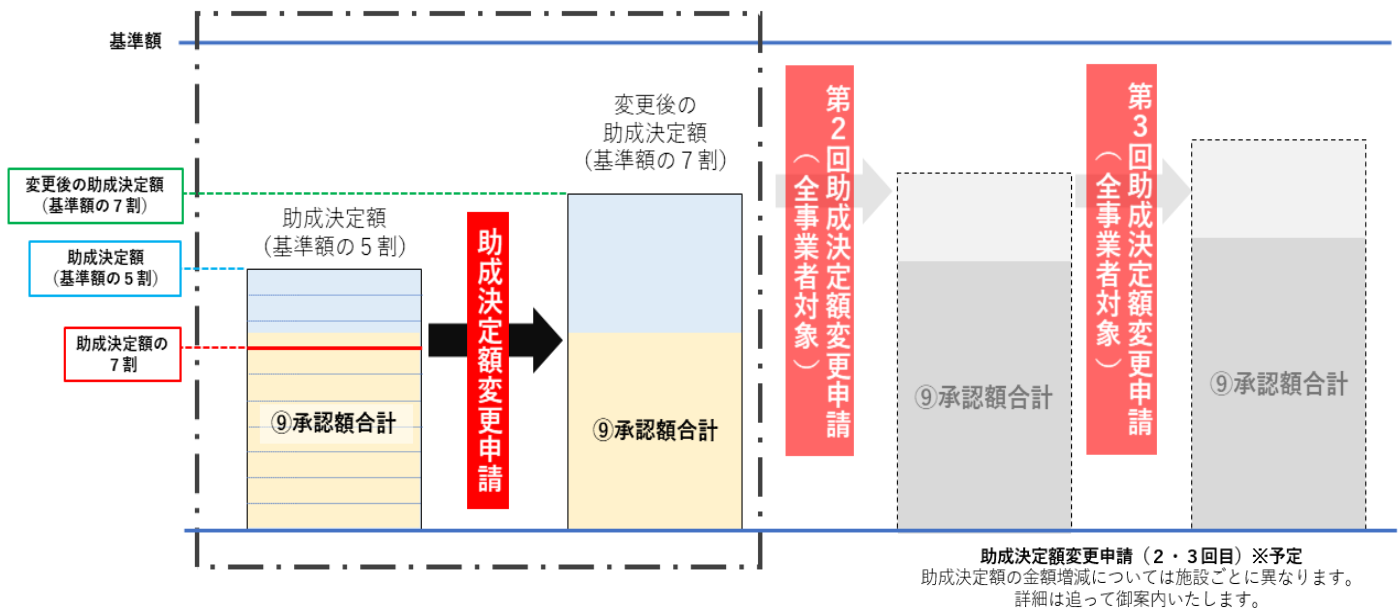 基準額
変更後の助成決定額
(基準額の７割)
助成決定額
(基準額の５割)
助成決定額の
７割
助成決定額
(基準額の５割)
⑨承認額合計
助成決定額変更申請
変更後の
助成決定額
(基準額の７割)
⑨承認額合計
第２回助成決定額変更申請
（全事業者対象）
⑨承認額合計
第３回助成決定額変更申請
（全事業者対象）
⑨承認額合計
助成決定額変更申請（２・３回目）※予定
助成決定額の金額増減については施設ごとに異なります。
詳細は追って御案内いたします。